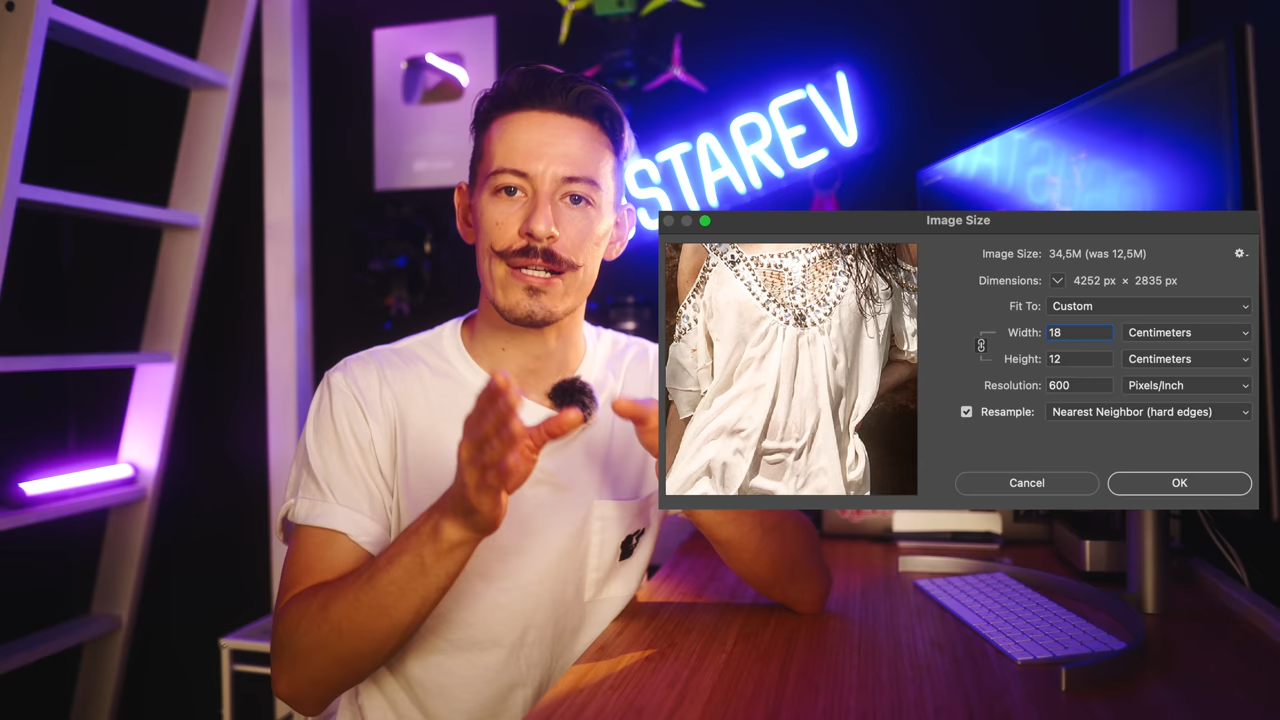 STAREV
Image Size
Image Size: 34,5M (was 12,5M)
Dimensions: 4252 px × 2835 px
Fit To: Custom
Width: 18 Centimeters
Height: 12 Centimeters
Resolution: 600 Pixels/Inch
Resample: Nearest Neighbor (hard edges)
Cancel OK